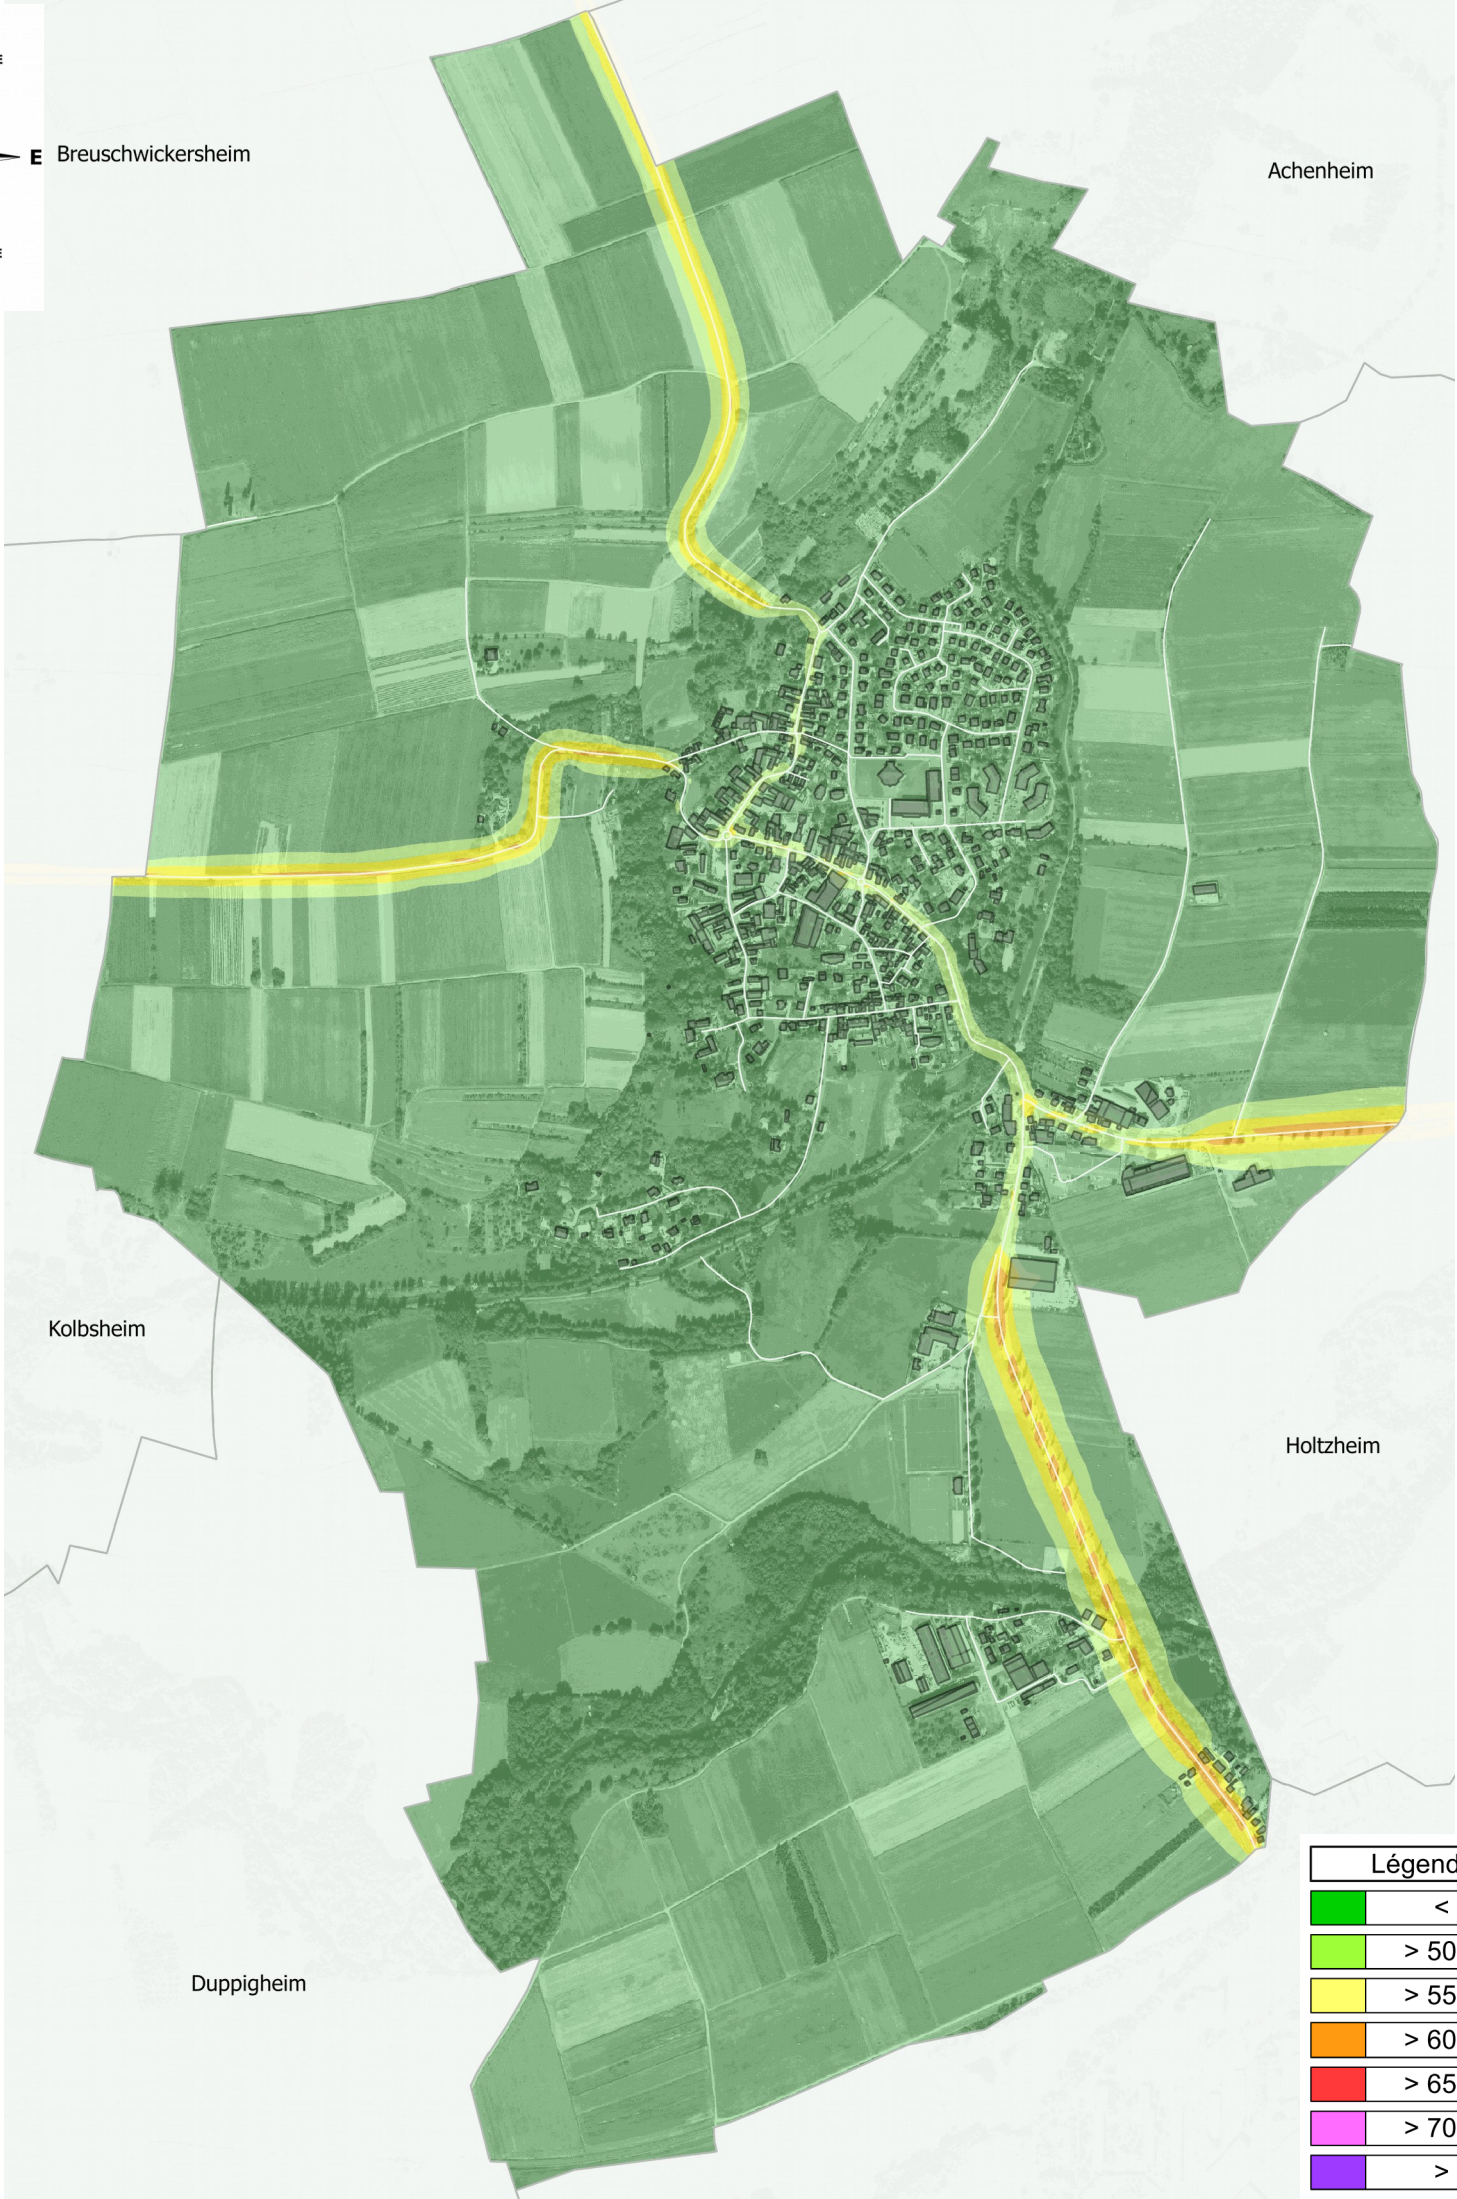 E
Breuschwickersheim
Achenheim
Kolbsheim
Holtzheim
Duppigheim
Légend
<
> 50
> 55
> 60
> 65
> 70
>